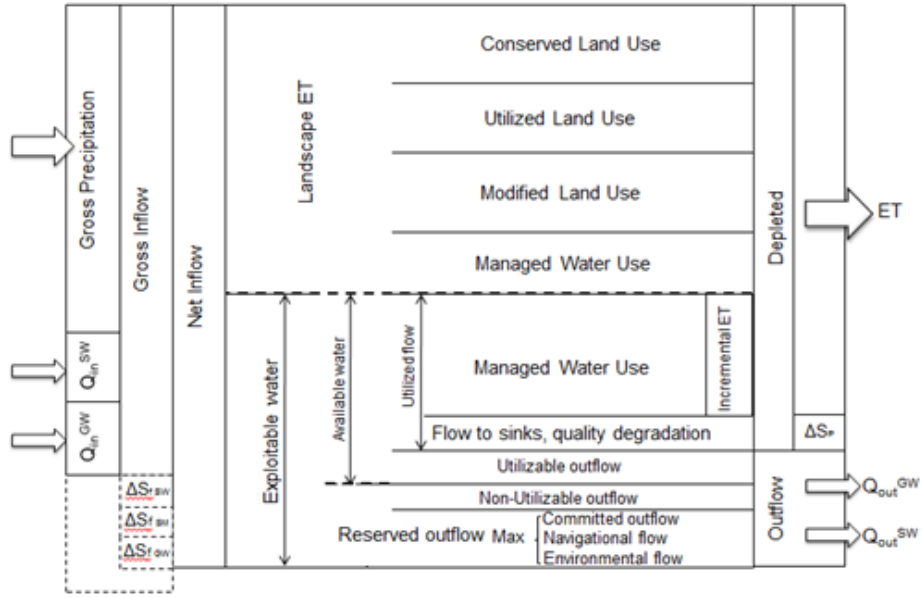 Conserved Land Use
Utilized Land Use
Modified Land Use
Managed Water Use
Landscape ET
Gross Precipitation
Gross Inflow
Net Inflow
Depleted
ET
Q_in^SW
Q_in^GW
Exploitable water
Available water
Utilized flow
Managed Water Use
Incremental ET
Flow to sinks, quality degradation
ΔS_P
Utilizable outflow
Non-Utilizable outflow
Reserved outflow Max
Committed outflow
Navigational flow
Environmental flow
Outflow
Q_out^GW
Q_out^SW
ΔS_f SW
ΔS_f
ΔS_f GW